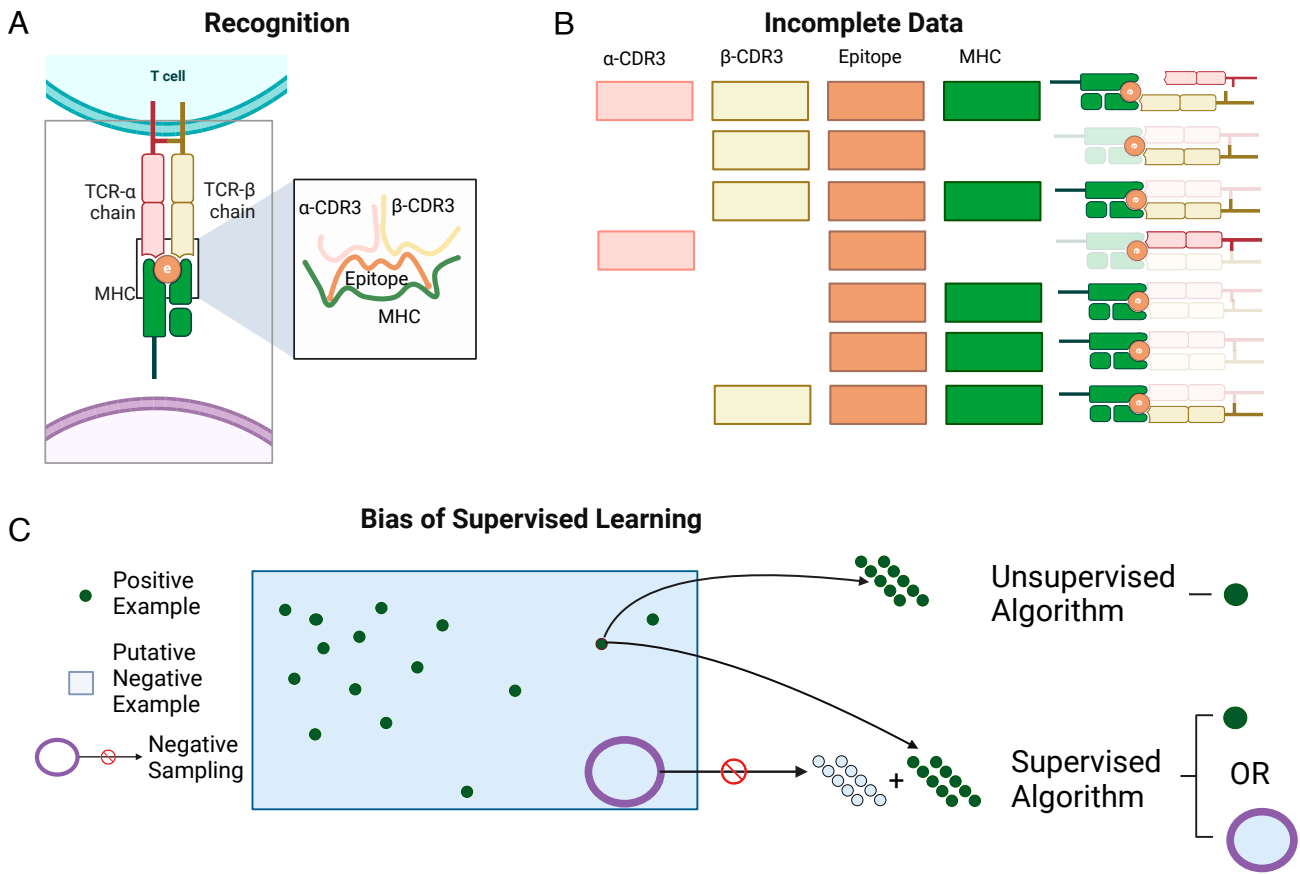 A
Recognition
T cell
TCR-α
chain
TCR-β
chain
MHC
e
α-CDR3
β-CDR3
Epitope
MHC
B
Incomplete Data
α-CDR3
β-CDR3
Epitope
MHC
e
e
e
e
e
e
e
C
Bias of Supervised Learning
Positive
Example
Putative
Negative
Example
Negative
Sampling
Unsupervised
Algorithm
+
Supervised
Algorithm
OR